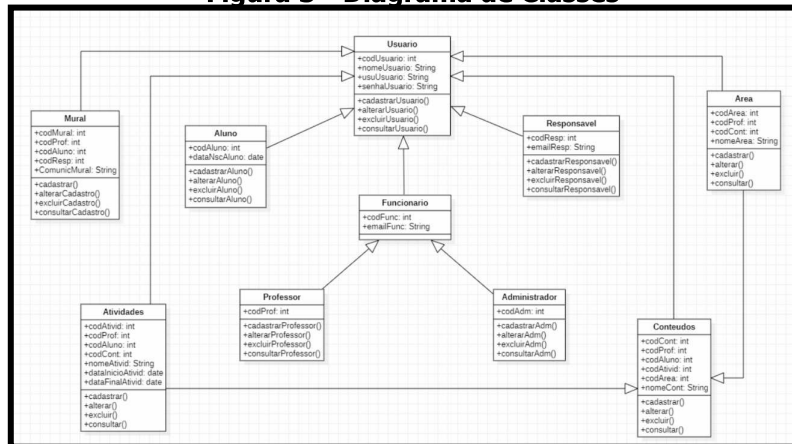 Figura 3 - Diagrama de Classes
Usuario
+codUsuario: int
+nomeUsuario: String
+usuUsuario: String
+senhaUsuario: String
+cadastrarUsuario()
+alterarUsuario()
+excluirUsuario()
+consultarUsuario()
Mural
+codMural: int
+codProf: int
+codAluno: int
+codResp: int
+ComunicMural: String
+cadastrar()
+alterarCadastro()
+excluirCadastro()
+consultarCadastro()
Aluno
+codAluno: int
+dataNscAluno: date
+cadastrarAluno()
+alterarAluno()
+excluirAluno()
+consultarAluno()
Responsavel
+codResp: int
+emailResp: String
+cadastrarResponsavel()
+alterarResponsavel()
+excluirResponsavel()
+consultarResponsavel()
Area
+codArea: int
+codProf: int
+codCont: int
+nomeArea: String
+cadastrar()
+alterar()
+excluir()
+consultar()
Funcionario
+codFunc: int
+emailFunc: String
Professor
+codProf: int
+cadastrarProfessor()
+alterarProfessor()
+excluirProfessor()
+consultarProfessor()
Administrador
+codAdm: int
+cadastrarAdm()
+alterarAdm()
+excluirAdm()
+consultarAdm()
Atividades
+codAtivid: int
+codProf: int
+codAluno: int
+codCont: int
+nomeAtivid: String
+dataInicioAtivid: date
+dataFinalAtivid: date
+cadastrar()
+alterar()
+excluir()
+consultar()
Conteudos
+codCont: int
+codProf: int
+codAluno: int
+codAtivid: int
+codArea: int
+nomeCont: String
+cadastrar()
+alterar()
+excluir()
+consultar()